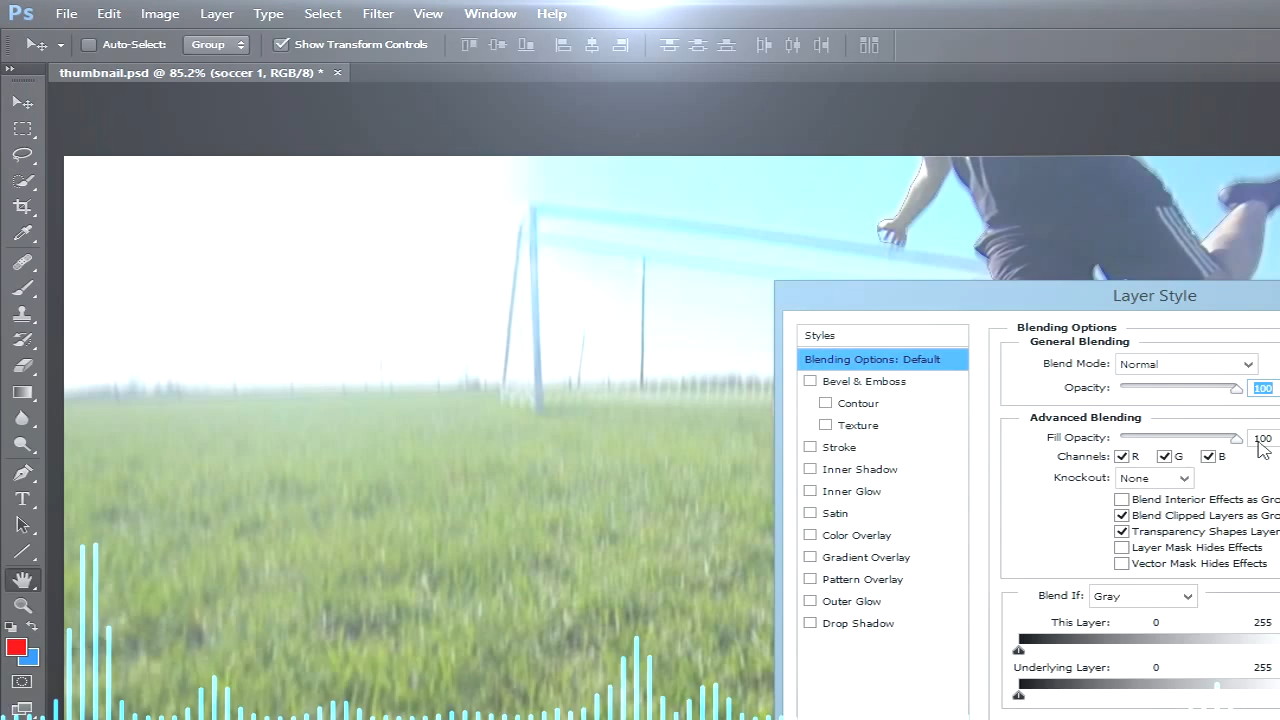 Ps File Edit Image Layer Type Select Filter View Window Help
Auto-Select: Group Show Transform Controls
thumbnail.psd @ 85.2% (soccer 1, RGB/8) * ×
Layer Style
Styles
Blending Options: Default
Bevel & Emboss
Contour
Texture
Stroke
Inner Shadow
Inner Glow
Satin
Color Overlay
Gradient Overlay
Pattern Overlay
Outer Glow
Drop Shadow
Blending Options
General Blending
Blend Mode: Normal
Opacity: 100
Advanced Blending
Fill Opacity: 100
Channels: R G B
Knockout: None
Blend Interior Effects as Gro
Blend Clipped Layers as Gro
Transparency Shapes Layer
Layer Mask Hides Effects
Vector Mask Hides Effects
Blend If: Gray
This Layer: 0 255
Underlying Layer: 0 255